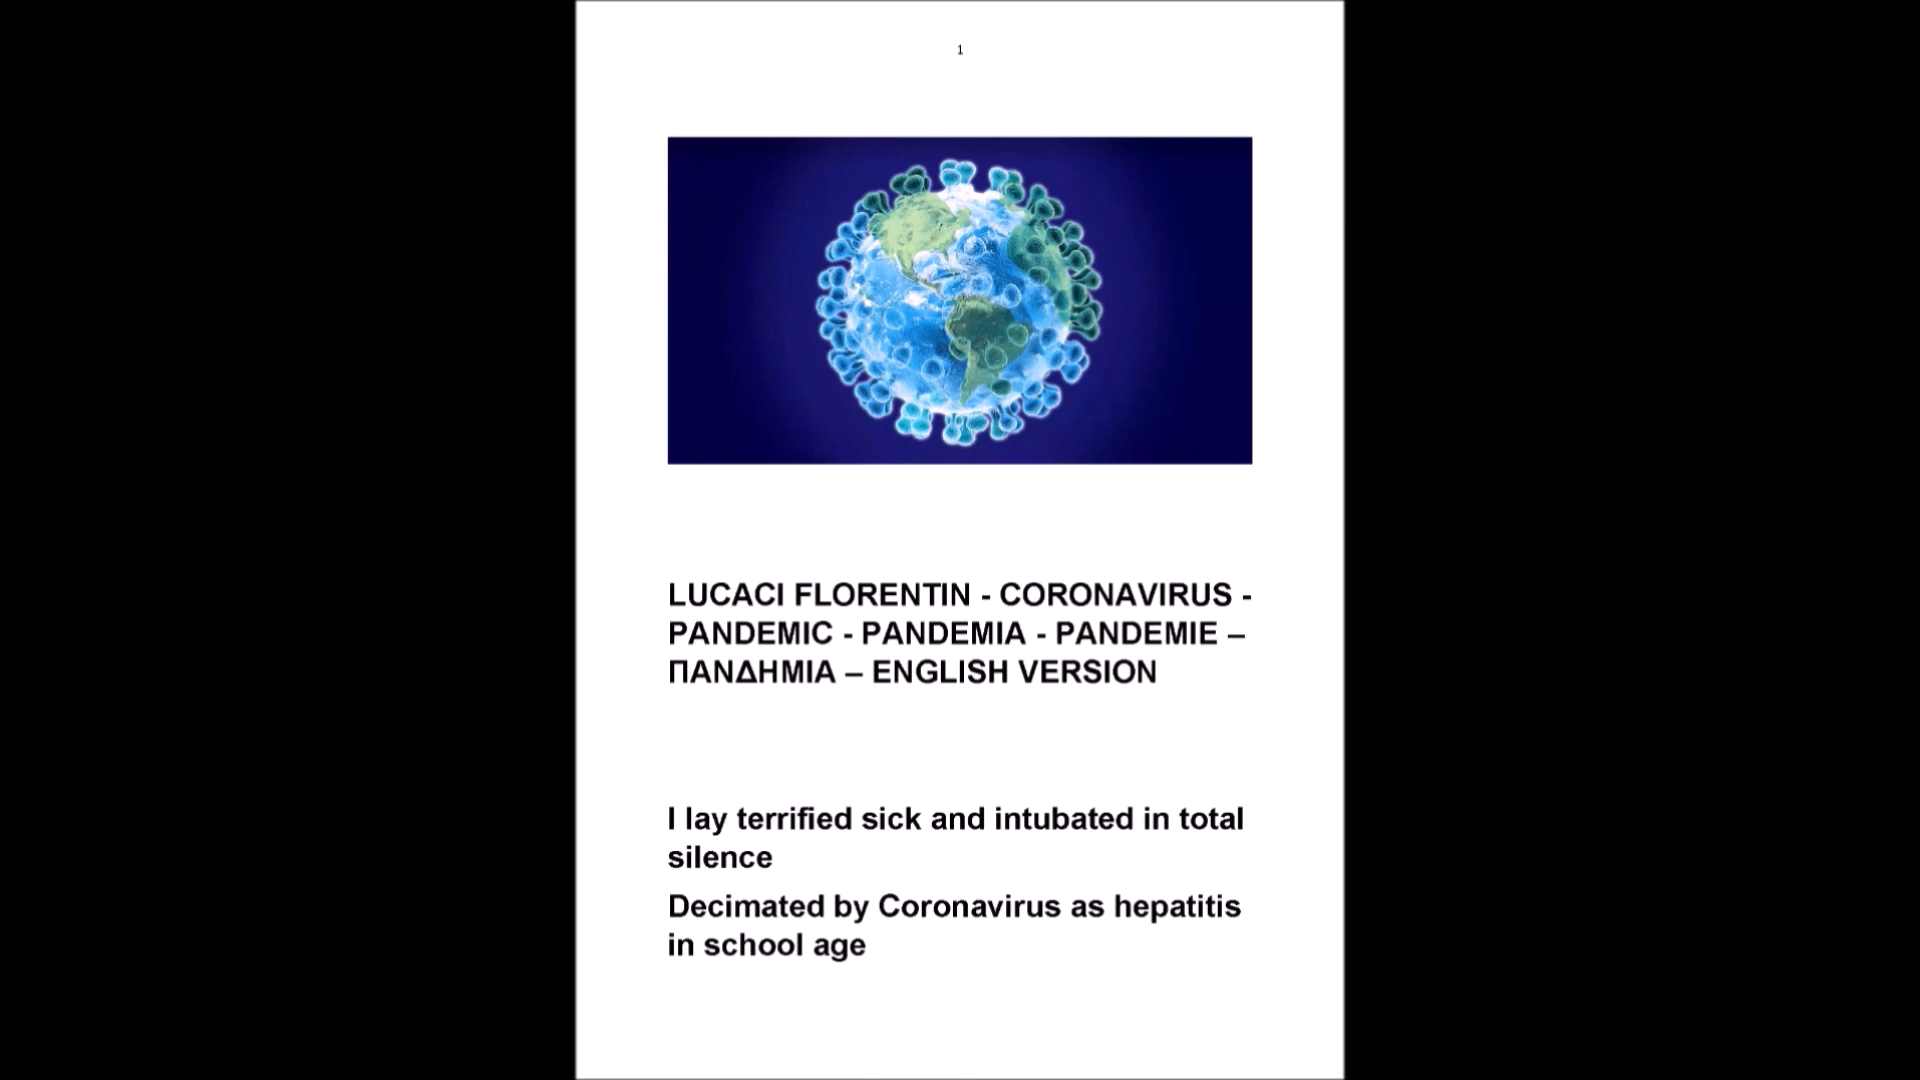 1
LUCACI FLORENTIN - CORONAVIRUS -
PANDEMIC - PANDEMIA - PANDEMIE –
ΠΑΝΔΗΜΙΑ – ENGLISH VERSION
I lay terrified sick and intubated in total
silence
Decimated by Coronavirus as hepatitis
in school age